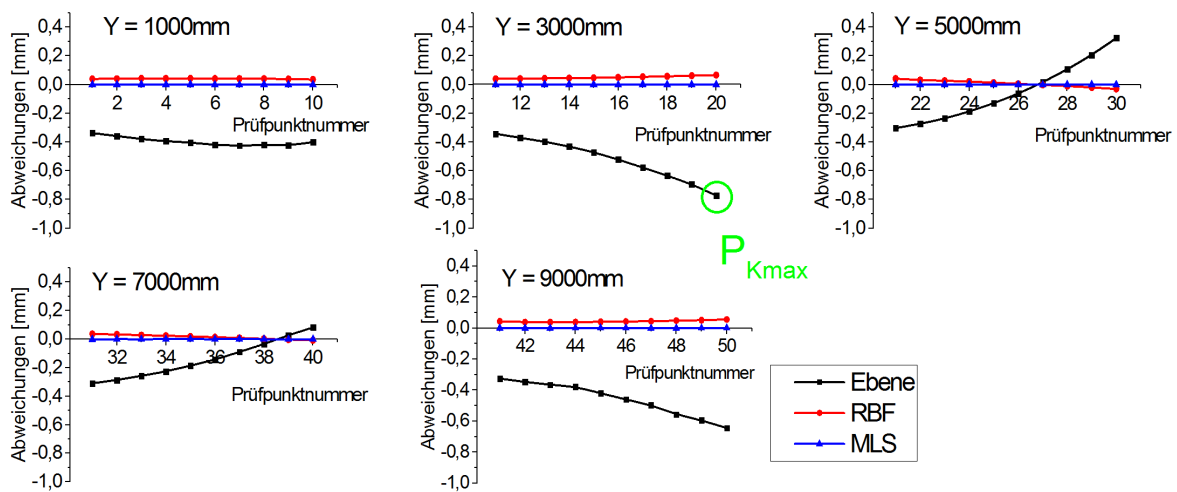 Y = 1000mm
Abweichungen [mm]
0,4
0,2
0,0
-0,2
-0,4
-0,6
-0,8
-1,0
2 4 6 8 10
Prüfpunktnummer
Y = 3000mm
Abweichungen [mm]
0,4
0,2
0,0
-0,2
-0,4
-0,6
-0,8
-1,0
12 14 16 18 20
Prüfpunktnummer
P Kmax
Y = 5000mm
Abweichungen [mm]
0,4
0,2
0,0
-0,2
-0,4
-0,6
-0,8
-1,0
22 24 26 28 30
Prüfpunktnummer
Y = 7000mm
Abweichungen [mm]
0,4
0,2
0,0
-0,2
-0,4
-0,6
-0,8
-1,0
32 34 36 38 40
Prüfpunktnummer
Y = 9000mm
Abweichungen [mm]
0,4
0,2
0,0
-0,2
-0,4
-0,6
-0,8
-1,0
42 44 46 48 50
Prüfpunktnummer
Ebene
RBF
MLS